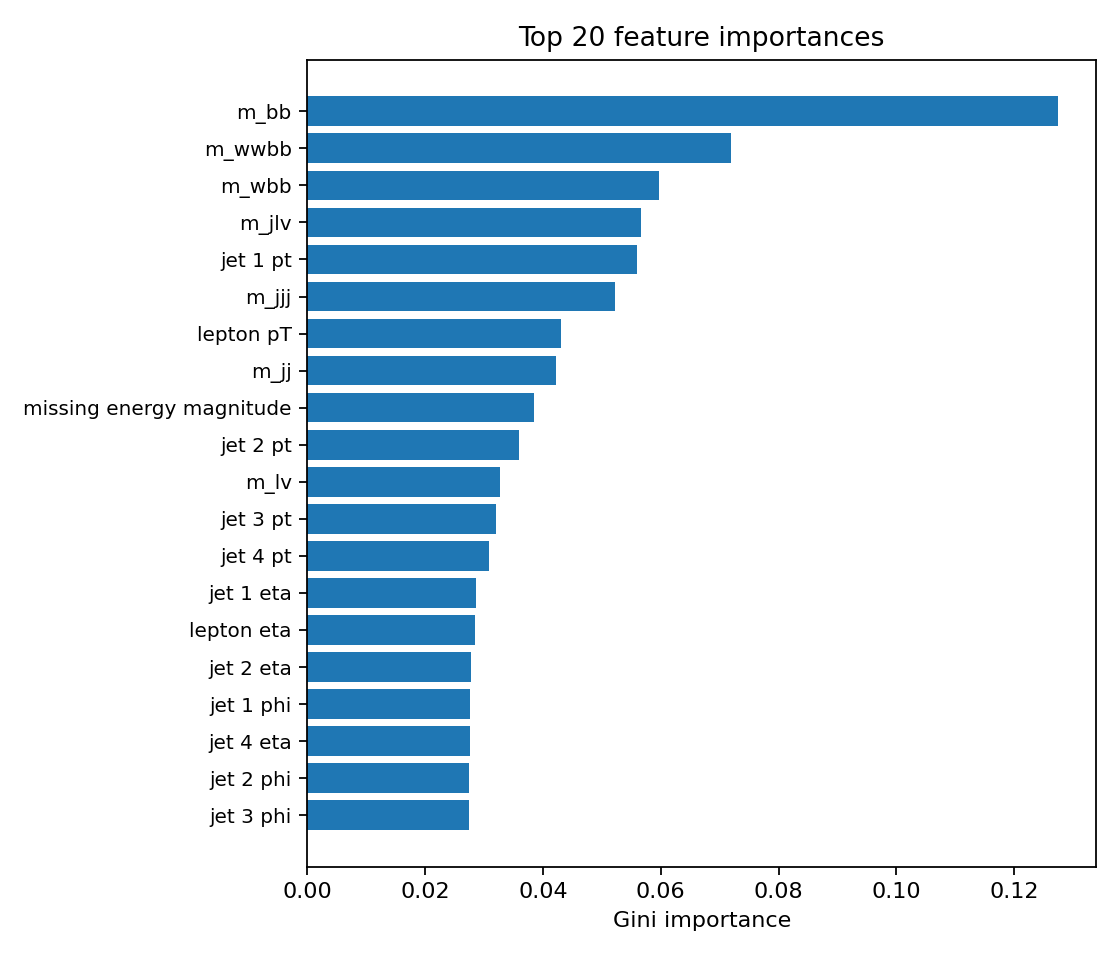 Top 20 feature importances
m_bb
m_wwbb
m_wbb
m_jlv
jet 1 pt
m_jjj
lepton pT
m_jj
missing energy magnitude
jet 2 pt
m_lv
jet 3 pt
jet 4 pt
jet 1 eta
lepton eta
jet 2 eta
jet 1 phi
jet 4 eta
jet 2 phi
jet 3 phi
0.00 0.02 0.04 0.06 0.08 0.10 0.12
Gini importance